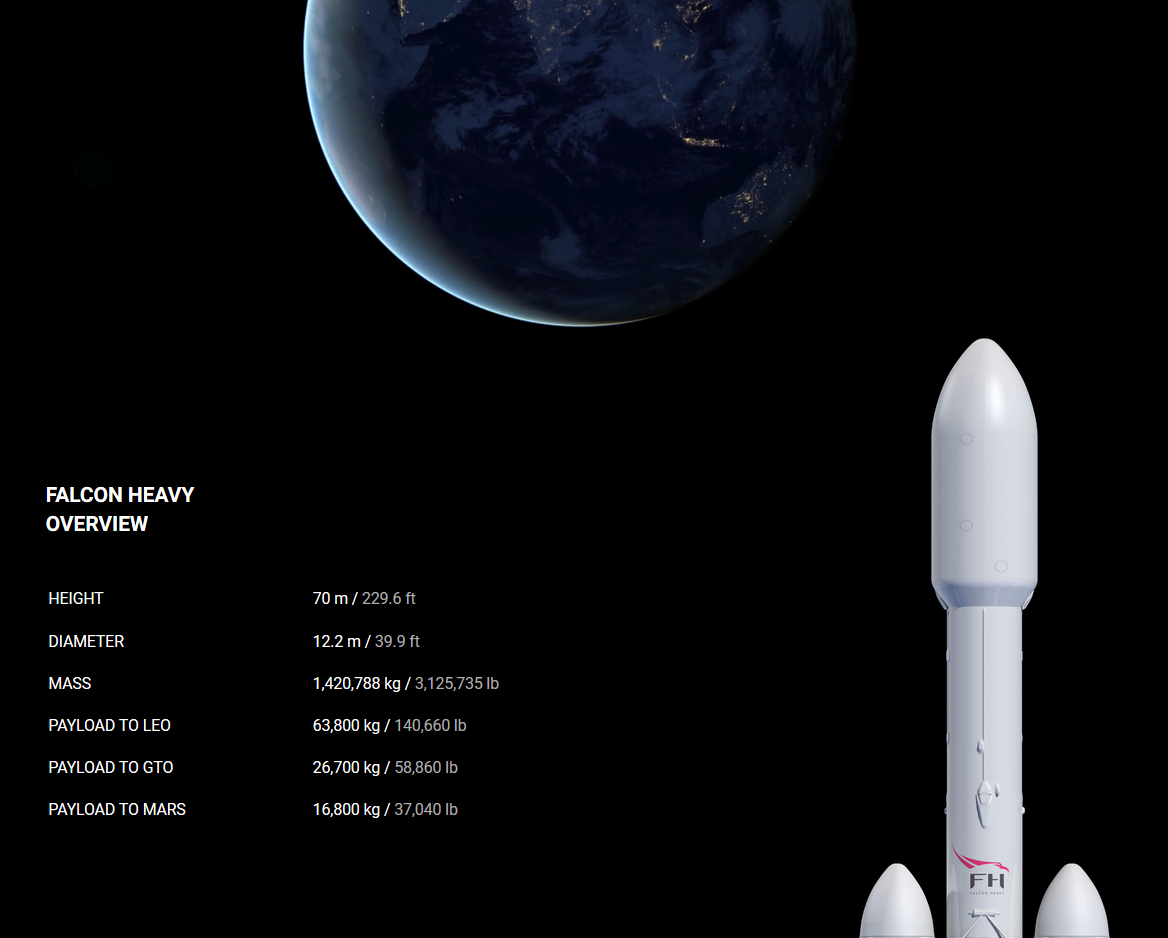 FALCON HEAVY
OVERVIEW
HEIGHT 70 m / 229.6 ft
DIAMETER 12.2 m / 39.9 ft
MASS 1,420,788 kg / 3,125,735 lb
PAYLOAD TO LEO 63,800 kg / 140,660 lb
PAYLOAD TO GTO 26,700 kg / 58,860 lb
PAYLOAD TO MARS 16,800 kg / 37,040 lb
FH
FALCON HEAVY